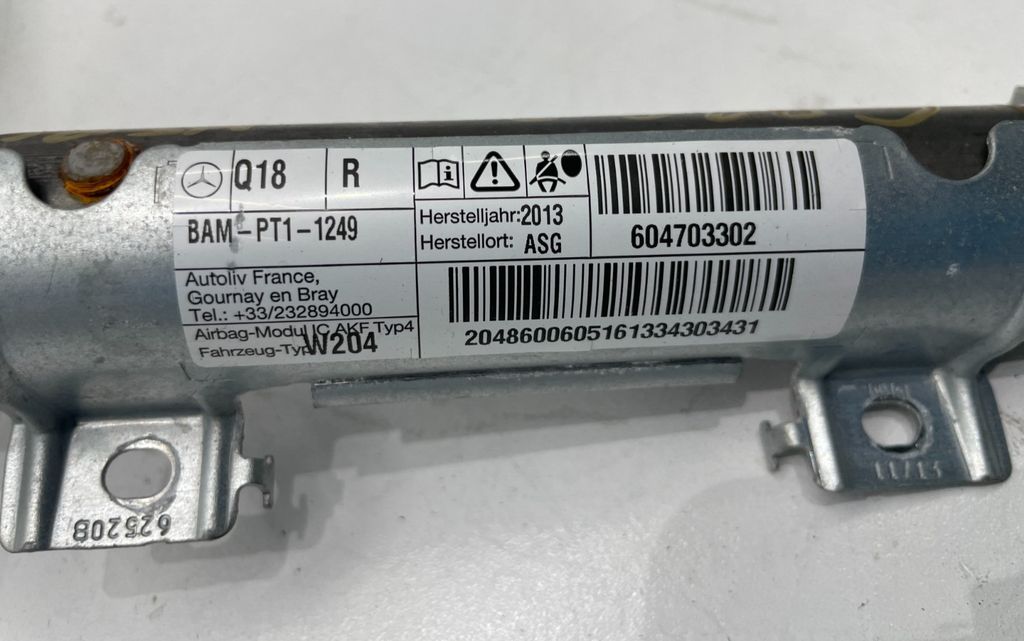 Q18 R
BAM-PT1-1249
Autoliv France,
Gournay en Bray
Tel.: +33/232894000
Airbag-Modul IC AKF Typ4
Fahrzeug-Typ W204
Herstelljahr: 2013
Herstellort: ASG
604703302
2048600605161334303431
625208